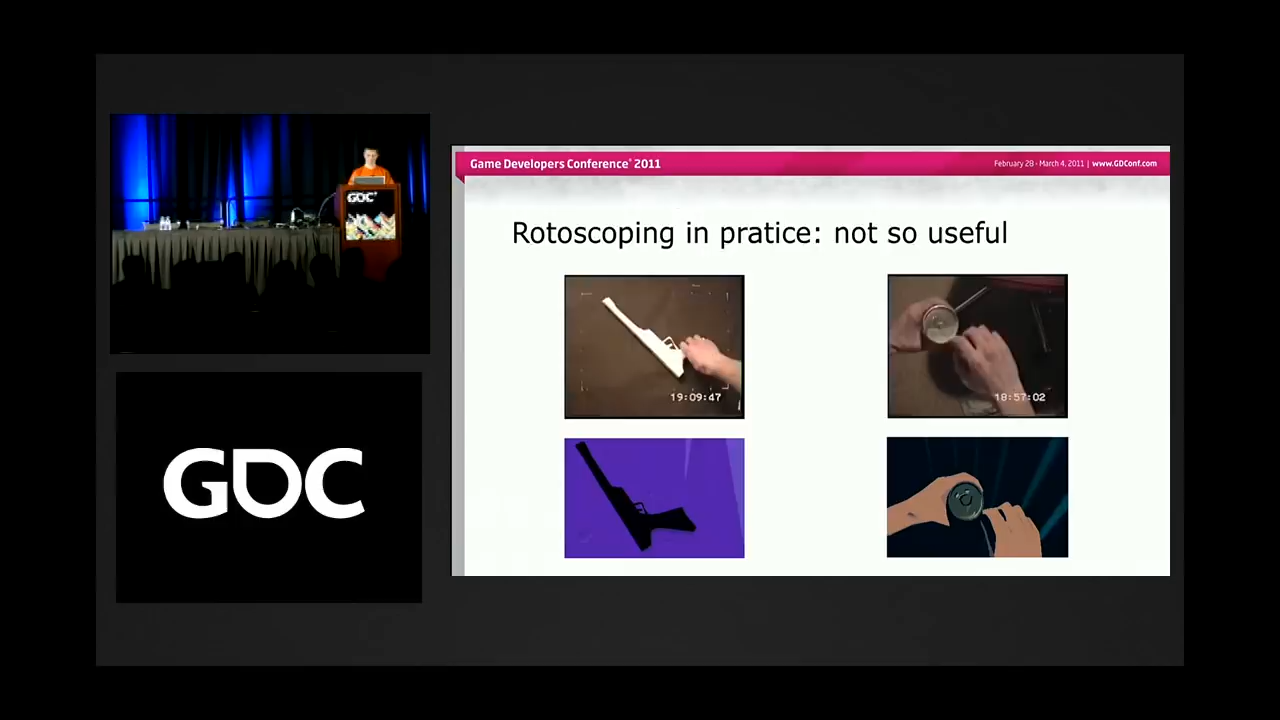 GDC
Game Developers Conference® 2011
February 28 - March 4, 2011 | www.GDConf.com
Rotoscoping in pratice: not so useful
19:09:47
18:57:02
GDC